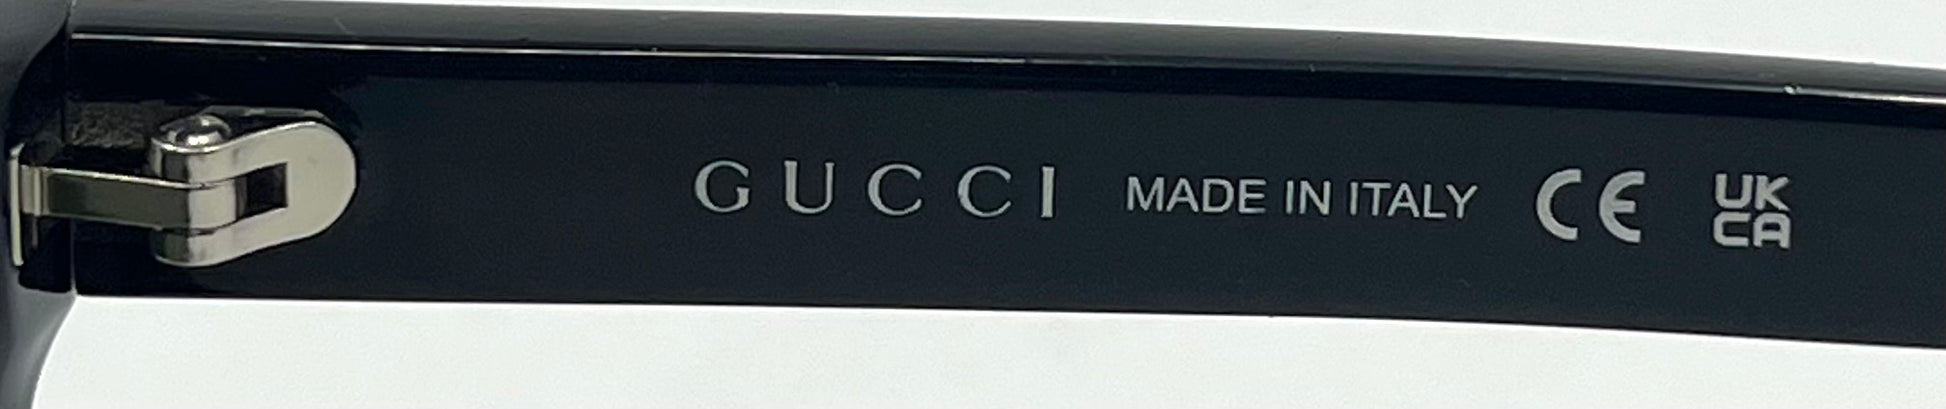 GUCCI MADE IN ITALY CE UK
CA